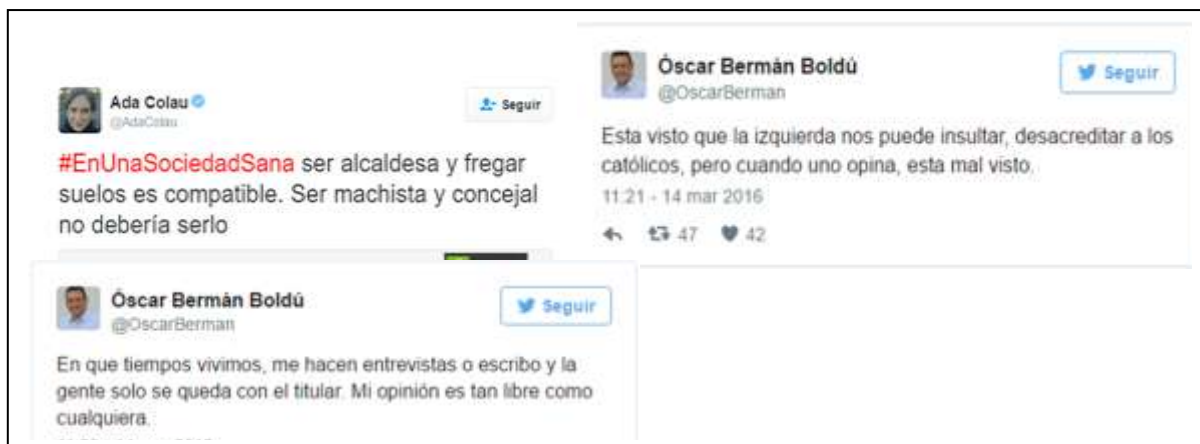 Ada Colau
@AdaColau
Seguir
#EnUnaSociedadSana ser alcaldesa y fregar
suelos es compatible. Ser machista y concejal
no debería serlo
Óscar Bermán Boldú
@OscarBerman
Seguir
Esta visto que la izquierda nos puede insultar, desacreditar a los
católicos, pero cuando uno opina, esta mal visto.
11:21 - 14 mar 2016
47 42
Óscar Bermán Boldú
@OscarBerman
Seguir
En que tiempos vivimos, me hacen entrevistas o escribo y la
gente solo se queda con el titular. Mi opinión es tan libre como
cualquiera.